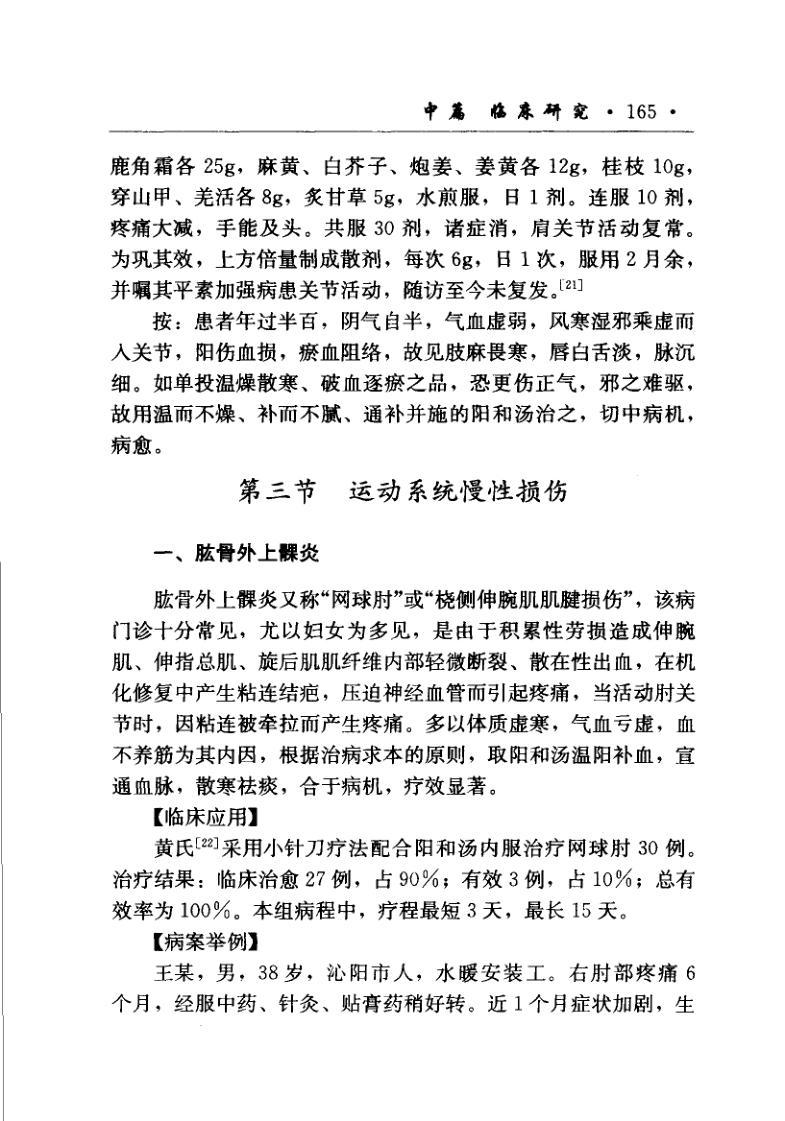 中篇 临床研究 · 165 ·
鹿角霜各 25g，麻黄、白芥子、炮姜、姜黄各 12g，桂枝 10g，
穿山甲、羌活各 8g，炙甘草 5g，水煎服，日 1 剂。连服 10 剂，
疼痛大减，手能及头。共服 30 剂，诸症消，肩关节活动复常。
为巩其效，上方倍量制成散剂，每次 6g，日 1 次，服用 2 月余，
并嘱其平素加强病患关节活动，随访至今未复发。[21]
按：患者年过半百，阴气自半，气血虚弱，风寒湿邪乘虚而
入关节，阳伤血损，瘀血阻络，故见肢麻畏寒，唇白舌淡，脉沉
细。如单投温燥散寒、破血逐瘀之品，恐更伤正气，邪之难驱，
故用温而不燥、补而不腻、通补并施的阳和汤治之，切中病机，
病愈。
第三节 运动系统慢性损伤
一、肱骨外上髁炎
肱骨外上髁炎又称“网球肘”或“桡侧伸腕肌肌腱损伤”，该病
门诊十分常见，尤以妇女为多见，是由于积累性劳损造成伸腕
肌、伸指总肌、旋后肌肌纤维内部轻微断裂、散在性出血，在机
化修复中产生粘连结疤，压迫神经血管而引起疼痛，当活动肘关
节时，因粘连被牵拉而产生疼痛。多以体质虚寒，气血亏虚，血
不养筋为其内因，根据治病求本的原则，取阳和汤温阳补血，宣
通血脉，散寒祛痰，合于病机，疗效显著。
【临床应用】
黄氏[22]采用小针刀疗法配合阳和汤内服治疗网球肘 30 例。
治疗结果：临床治愈 27 例，占 90%；有效 3 例，占 10%；总有
效率为 100%。本组病程中，疗程最短 3 天，最长 15 天。
【病案举例】
王某，男，38 岁，沁阳市人，水暖安装工。右肘部疼痛 6
个月，经服中药、针灸、贴膏药稍好转。近 1 个月症状加剧，生